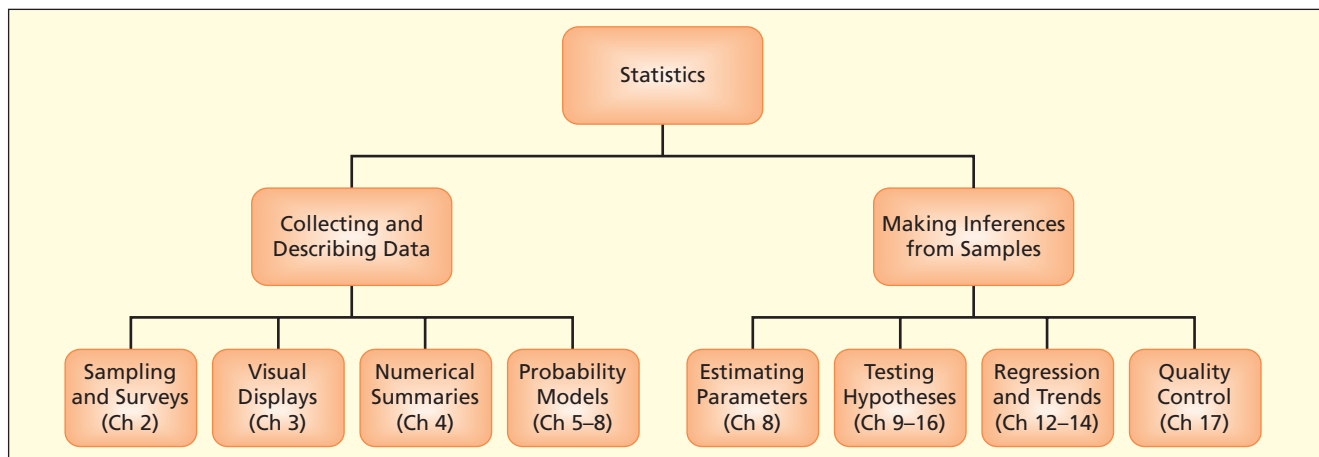 Statistics
Collecting and
Describing Data
Making Inferences
from Samples
Sampling
and Surveys
(Ch 2)
Visual
Displays
(Ch 3)
Numerical
Summaries
(Ch 4)
Probability
Models
(Ch 5–8)
Estimating
Parameters
(Ch 8)
Testing
Hypotheses
(Ch 9–16)
Regression
and Trends
(Ch 12–14)
Quality
Control
(Ch 17)